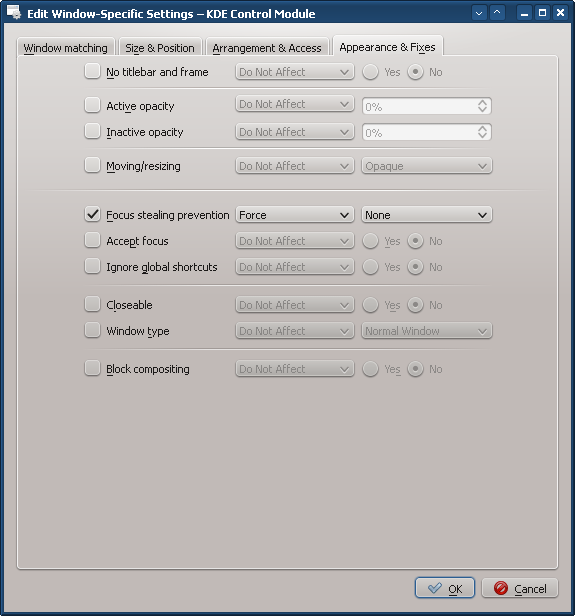 Edit Window-Specific Settings – KDE Control Module
Window matching Size & Position Arrangement & Access Appearance & Fixes
No titlebar and frame Do Not Affect Yes No
Active opacity Do Not Affect 0%
Inactive opacity Do Not Affect 0%
Moving/resizing Do Not Affect Opaque
Focus stealing prevention Force None
Accept focus Do Not Affect Yes No
Ignore global shortcuts Do Not Affect Yes No
Closeable Do Not Affect Yes No
Window type Do Not Affect Normal Window
Block compositing Do Not Affect Yes No
OK Cancel